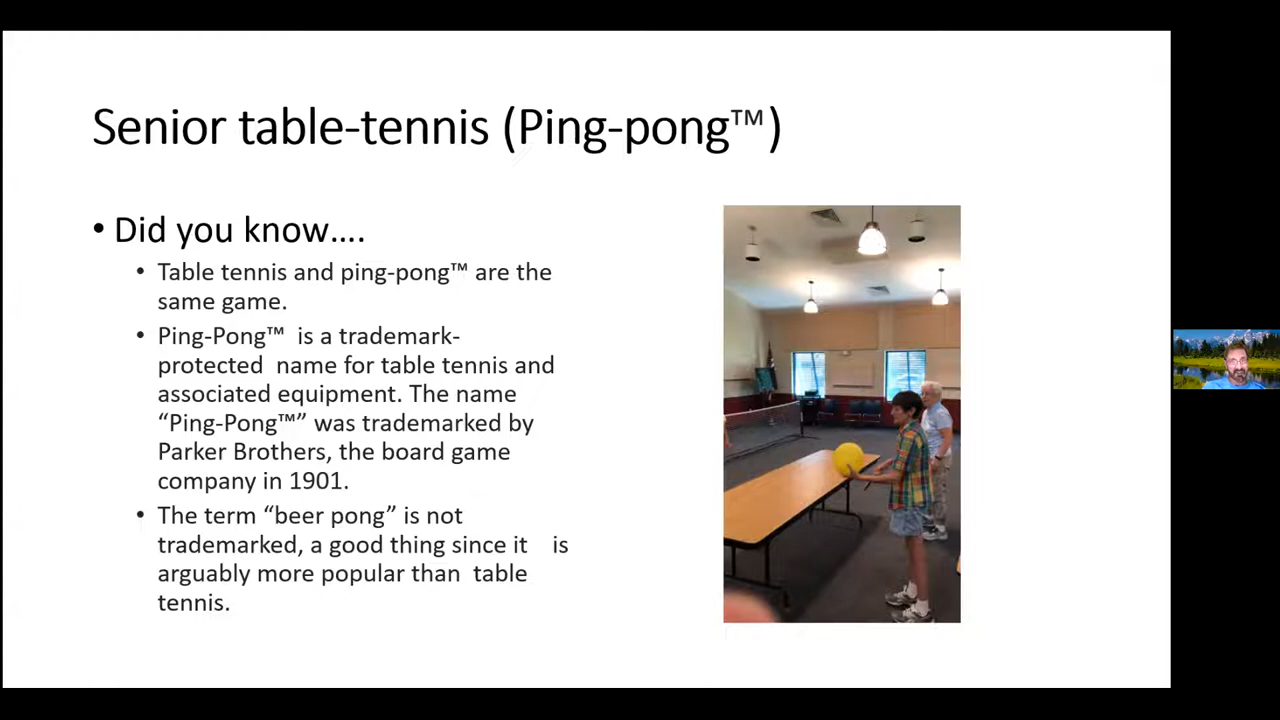 Senior table-tennis (Ping-pong™)
• Did you know….
• Table tennis and ping-pong™ are the
same game.
• Ping-Pong™  is a trademark-
protected  name for table tennis and
associated equipment. The name
“Ping-Pong™” was trademarked by
Parker Brothers, the board game
company in 1901.
• The term “beer pong” is not
trademarked, a good thing since it    is
arguably more popular than  table
tennis.